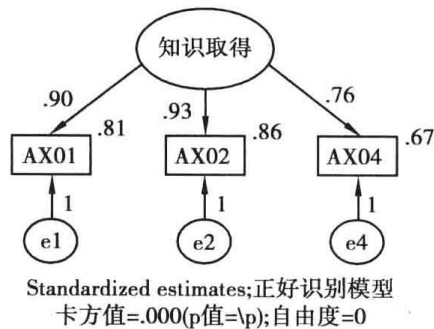 知识取得
.90
.93
.76
.81
.86
.67
AX01
AX02
AX04
1
1
1
e1
e2
e4
Standardized estimates;正好识别模型
卡方值=.000(p值=\p);自由度=0